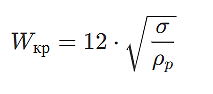 W_кр = 12 · √(σ/ρ_p)